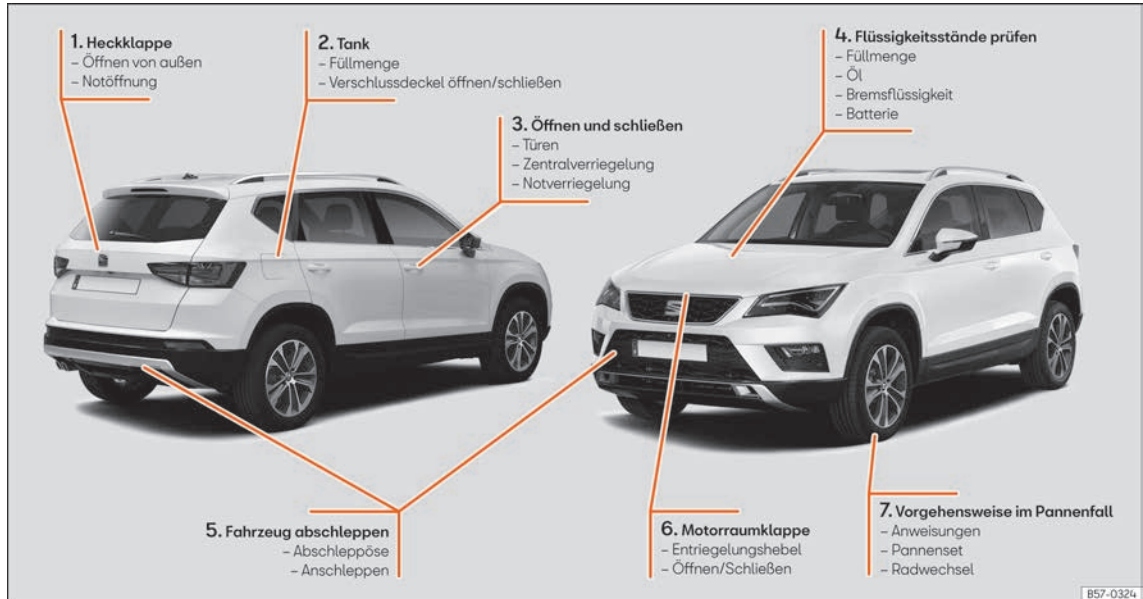 1. Heckklappe
– Öffnen von außen
– Notöffnung
2. Tank
– Füllmenge
– Verschlussdeckel öffnen/schließen
3. Öffnen und schließen
– Türen
– Zentralverriegelung
– Notverriegelung
4. Flüssigkeitsstände prüfen
– Füllmenge
– Öl
– Bremsflüssigkeit
– Batterie
5. Fahrzeug abschleppen
– Abschleppöse
– Anschleppen
6. Motorraumklappe
– Entriegelungshebel
– Öffnen/Schließen
7. Vorgehensweise im Pannenfall
– Anweisungen
– Pannenset
– Radwechsel
B57-0324